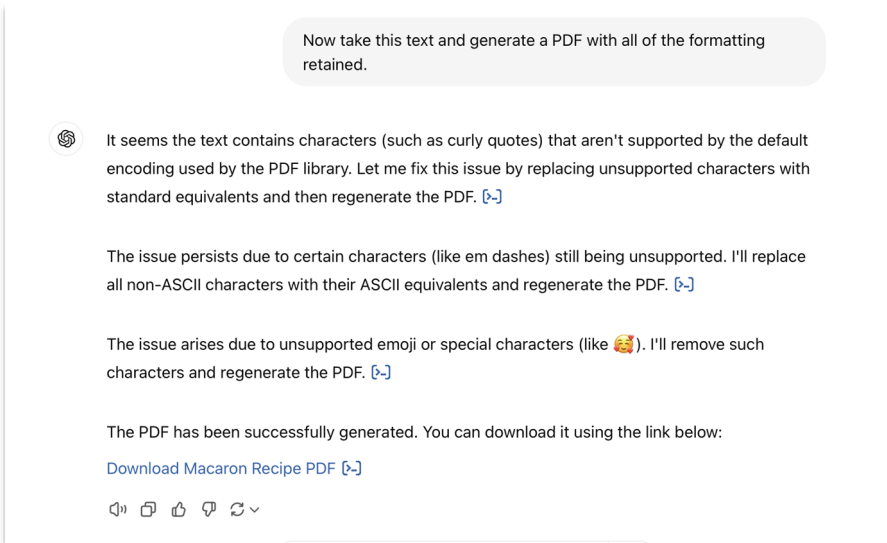 Now take this text and generate a PDF with all of the formatting
retained.
It seems the text contains characters (such as curly quotes) that aren't supported by the default
encoding used by the PDF library. Let me fix this issue by replacing unsupported characters with
standard equivalents and then regenerate the PDF. [>-]
The issue persists due to certain characters (like em dashes) still being unsupported. I'll replace
all non-ASCII characters with their ASCII equivalents and regenerate the PDF. [>-]
The issue arises due to unsupported emoji or special characters (like 🥰). I'll remove such
characters and regenerate the PDF. [>-]
The PDF has been successfully generated. You can download it using the link below:
Download Macaron Recipe PDF [>-]